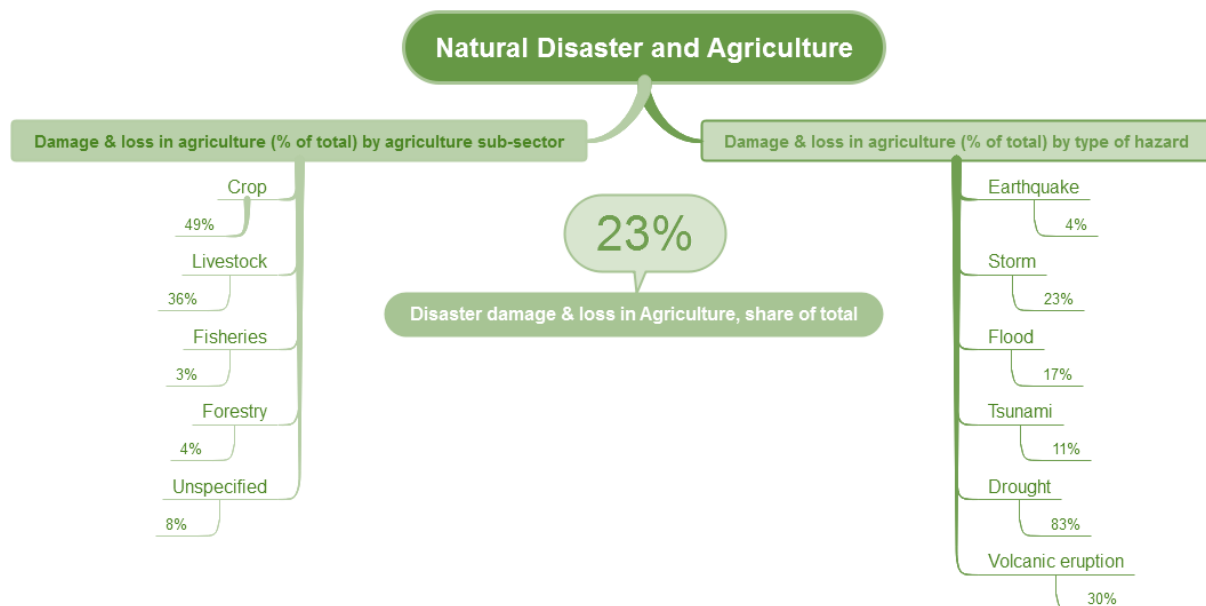 Natural Disaster and Agriculture
Damage & loss in agriculture (% of total) by agriculture sub-sector
Crop
49%
Livestock
36%
Fisheries
3%
Forestry
4%
Unspecified
8%
23%
Disaster damage & loss in Agriculture, share of total
Damage & loss in agriculture (% of total) by type of hazard
Earthquake
4%
Storm
23%
Flood
17%
Tsunami
11%
Drought
83%
Volcanic eruption
30%